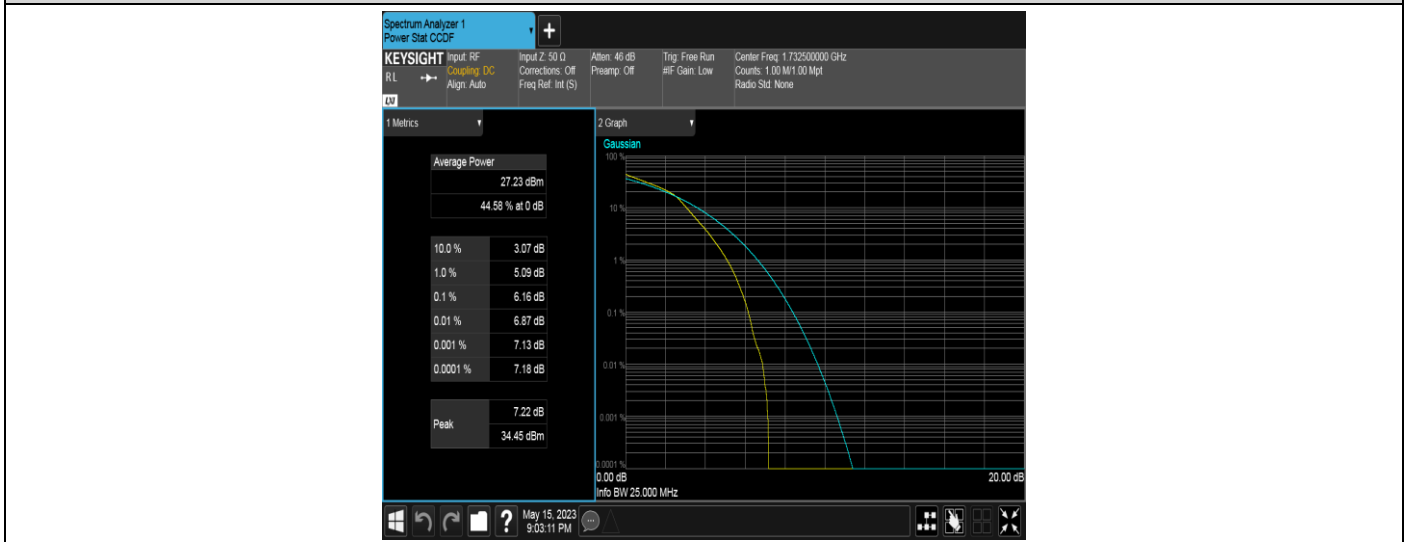 Spectrum Analyzer 1
Power Stat CCDF
+
KEYSIGHT
RL
LXI
Input: RF
Coupling: DC
Align: Auto
Input Z: 50 Ω
Corrections: Off
Freq Ref: Int (S)
Atten: 46 dB
Preamp: Off
Trig: Free Run
#IF Gain: Low
Center Freq: 1.732500000 GHz
Counts: 1.00 M/1.00 Mpt
Radio Std: None
1 Metrics
Average Power
27.23 dBm
44.58 % at 0 dB
10.0 % 3.07 dB
1.0 % 5.09 dB
0.1 % 6.16 dB
0.01 % 6.87 dB
0.001 % 7.13 dB
0.0001 % 7.18 dB
Peak
7.22 dB
34.45 dBm
2 Graph
Gaussian
100 %
10 %
1 %
0.1 %
0.01 %
0.001 %
0.0001 %
0.00 dB 20.00 dB
Info BW 25.000 MHz
?
May 15, 2023
9:03:11 PM